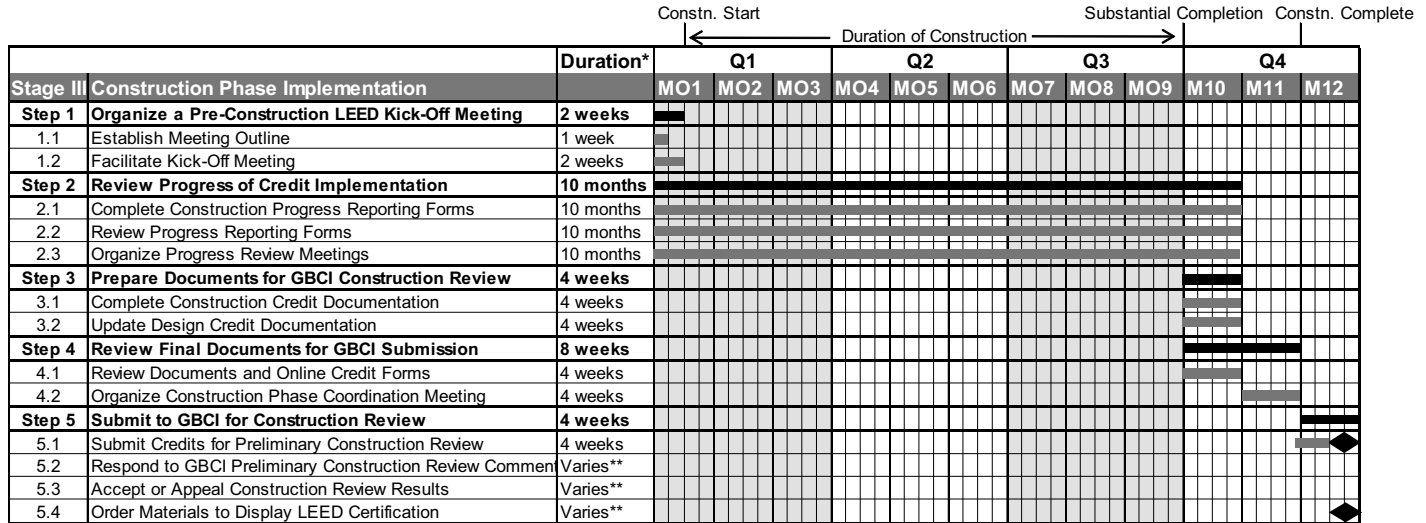 Constn. Start Substantial Completion Constn. Complete
Duration of Construction
Duration* Q1 Q2 Q3 Q4
Stage III Construction Phase Implementation MO1 MO2 MO3 MO4 MO5 MO6 MO7 MO8 MO9 M10 M11 M12
Step 1 Organize a Pre-Construction LEED Kick-Off Meeting 2 weeks
1.1 Establish Meeting Outline 1 week
1.2 Facilitate Kick-Off Meeting 2 weeks
Step 2 Review Progress of Credit Implementation 10 months
2.1 Complete Construction Progress Reporting Forms 10 months
2.2 Review Progress Reporting Forms 10 months
2.3 Organize Progress Review Meetings 10 months
Step 3 Prepare Documents for GBCI Construction Review 4 weeks
3.1 Complete Construction Credit Documentation 4 weeks
3.2 Update Design Credit Documentation 4 weeks
Step 4 Review Final Documents for GBCI Submission 8 weeks
4.1 Review Documents and Online Credit Forms 4 weeks
4.2 Organize Construction Phase Coordination Meeting 4 weeks
Step 5 Submit to GBCI for Construction Review 4 weeks
5.1 Submit Credits for Preliminary Construction Review 4 weeks
5.2 Respond to GBCI Preliminary Construction Review Comment Varies**
5.3 Accept or Appeal Construction Review Results Varies**
5.4 Order Materials to Display LEED Certification Varies**